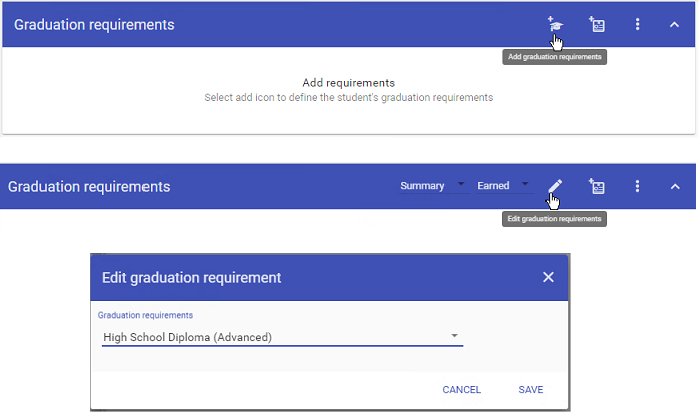 Graduation requirements
Add graduation requirements
Add requirements
Select add icon to define the student's graduation requirements
Graduation requirements Summary Earned
Edit graduation requirements
Edit graduation requirement
Graduation requirements
High School Diploma (Advanced)
CANCEL SAVE